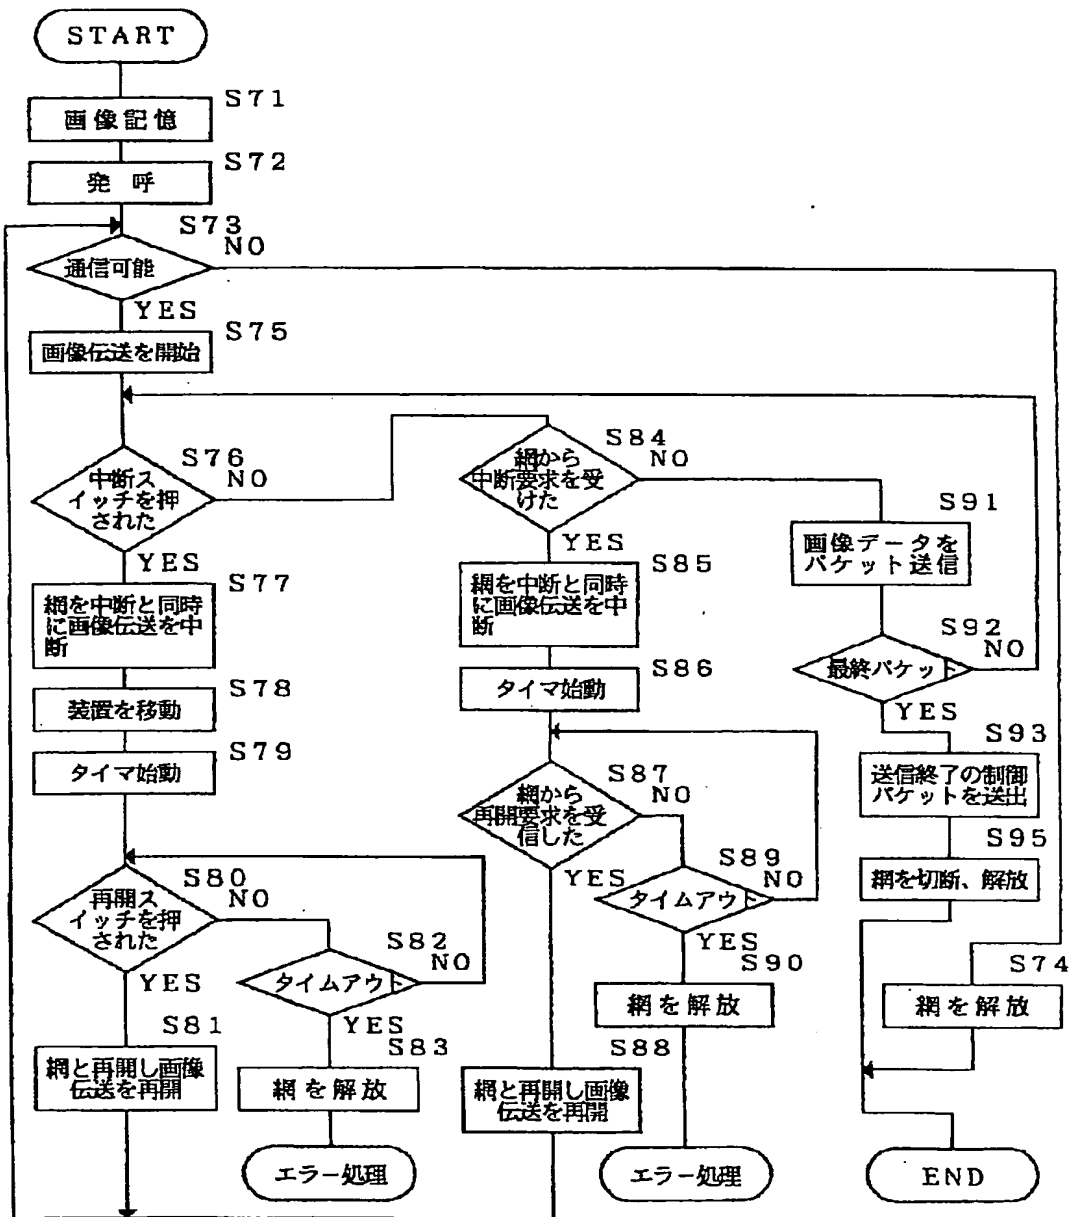 START
S71
画像記憶
S72
発呼
S73
NO
通信可能
YES
S75
画像伝送を開始
S76
NO
中断ス
イッチを押
された
YES
S77
網を中断と同時
に画像伝送を中
断
S78
装置を移動
S79
タイマ始動
S80
NO
再開ス
イッチを押
された
YES
S81
網と再開し画像
伝送を再開
S82
NO
タイムアウト
YES
S83
網を解放
エラー処理
S84
NO
網から
中断要求を受
けた
YES
S85
網を中断と同時
に画像伝送を中
断
S86
タイマ始動
S87
NO
網から
再開要求を受
信した
YES
S89
NO
タイムアウト
YES
S90
網を解放
S88
網と再開し画像
伝送を再開
エラー処理
S91
画像データを
パケット送信
S92
NO
最終パケット
YES
S93
送信終了の制御
パケットを送出
S95
網を切断、解放
S74
網を解放
END